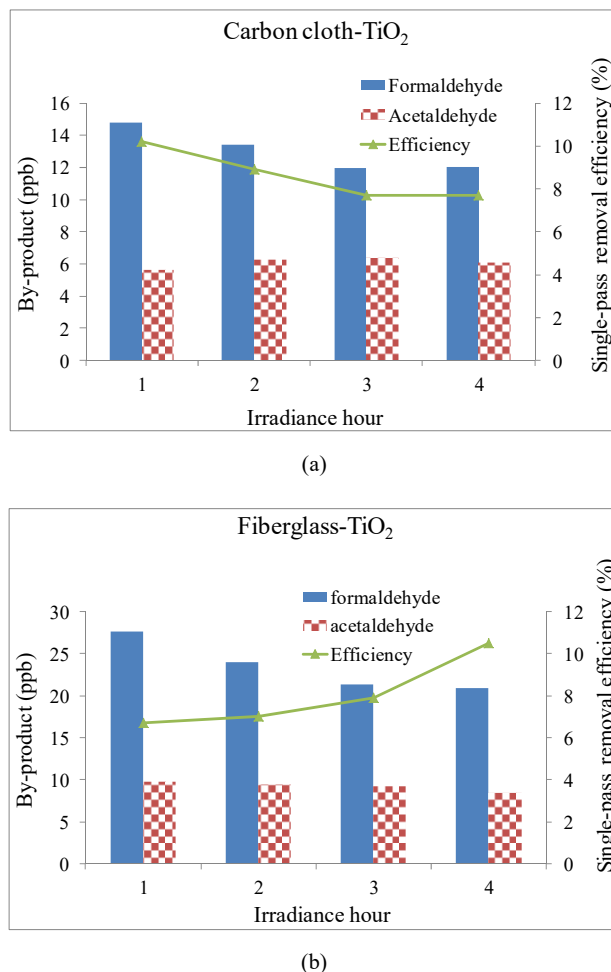 Carbon cloth-TiO₂
Formaldehyde
Acetaldehyde
Efficiency
By-product (ppb)
16
14
12
10
8
6
4
2
0
Single-pass removal efficiency (%)
12
10
8
6
4
2
0
1 2 3 4
Irradiance hour
(a)
Fiberglass-TiO₂
formaldehyde
acetaldehyde
Efficiency
By-product (ppb)
30
25
20
15
10
5
0
Single-pass removal efficiency (%)
12
10
8
6
4
2
0
1 2 3 4
Irradiance hour
(b)